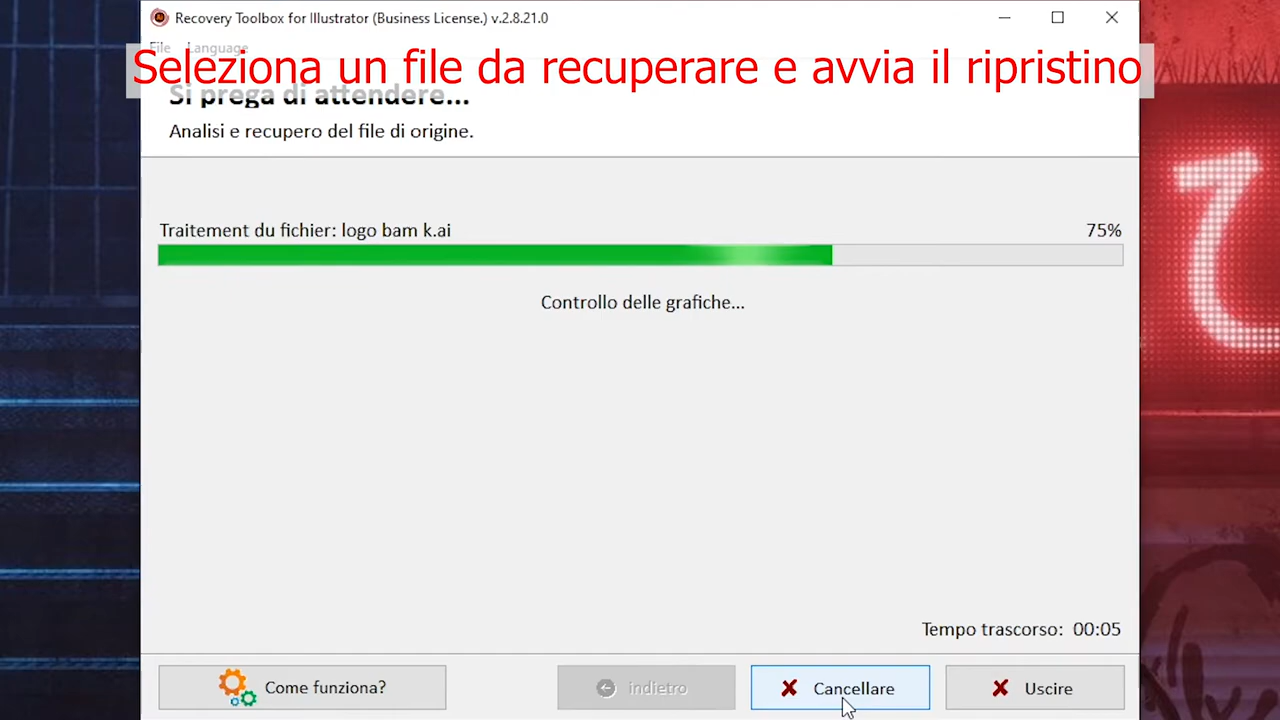 Recovery Toolbox for Illustrator (Business License.) v.2.8.21.0
File Language
Seleziona un file da recuperare e avvia il ripristino
Si prega di attendere...
Analisi e recupero del file di origine.
Traitement du fichier: logo bam k.ai 75%
Controllo delle grafiche...
Tempo trascorso: 00:05
Come funziona? indietro Cancellare Uscire